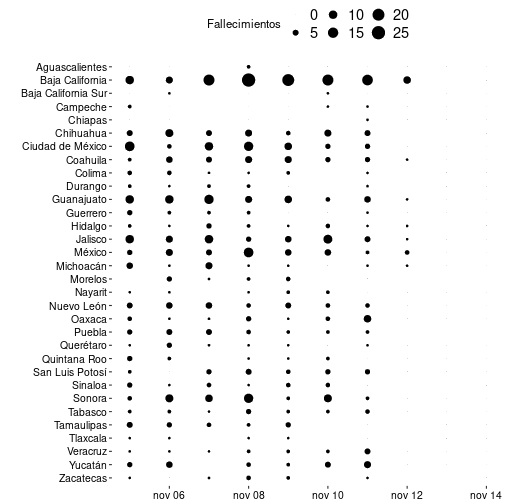 Fallecimientos
0 10 20
5 15 25
Aguascalientes
Baja California
Baja California Sur
Campeche
Chiapas
Chihuahua
Ciudad de México
Coahuila
Colima
Durango
Guanajuato
Guerrero
Hidalgo
Jalisco
México
Michoacán
Morelos
Nayarit
Nuevo León
Oaxaca
Puebla
Querétaro
Quintana Roo
San Luis Potosí
Sinaloa
Sonora
Tabasco
Tamaulipas
Tlaxcala
Veracruz
Yucatán
Zacatecas
nov 06 nov 08 nov 10 nov 12 nov 14